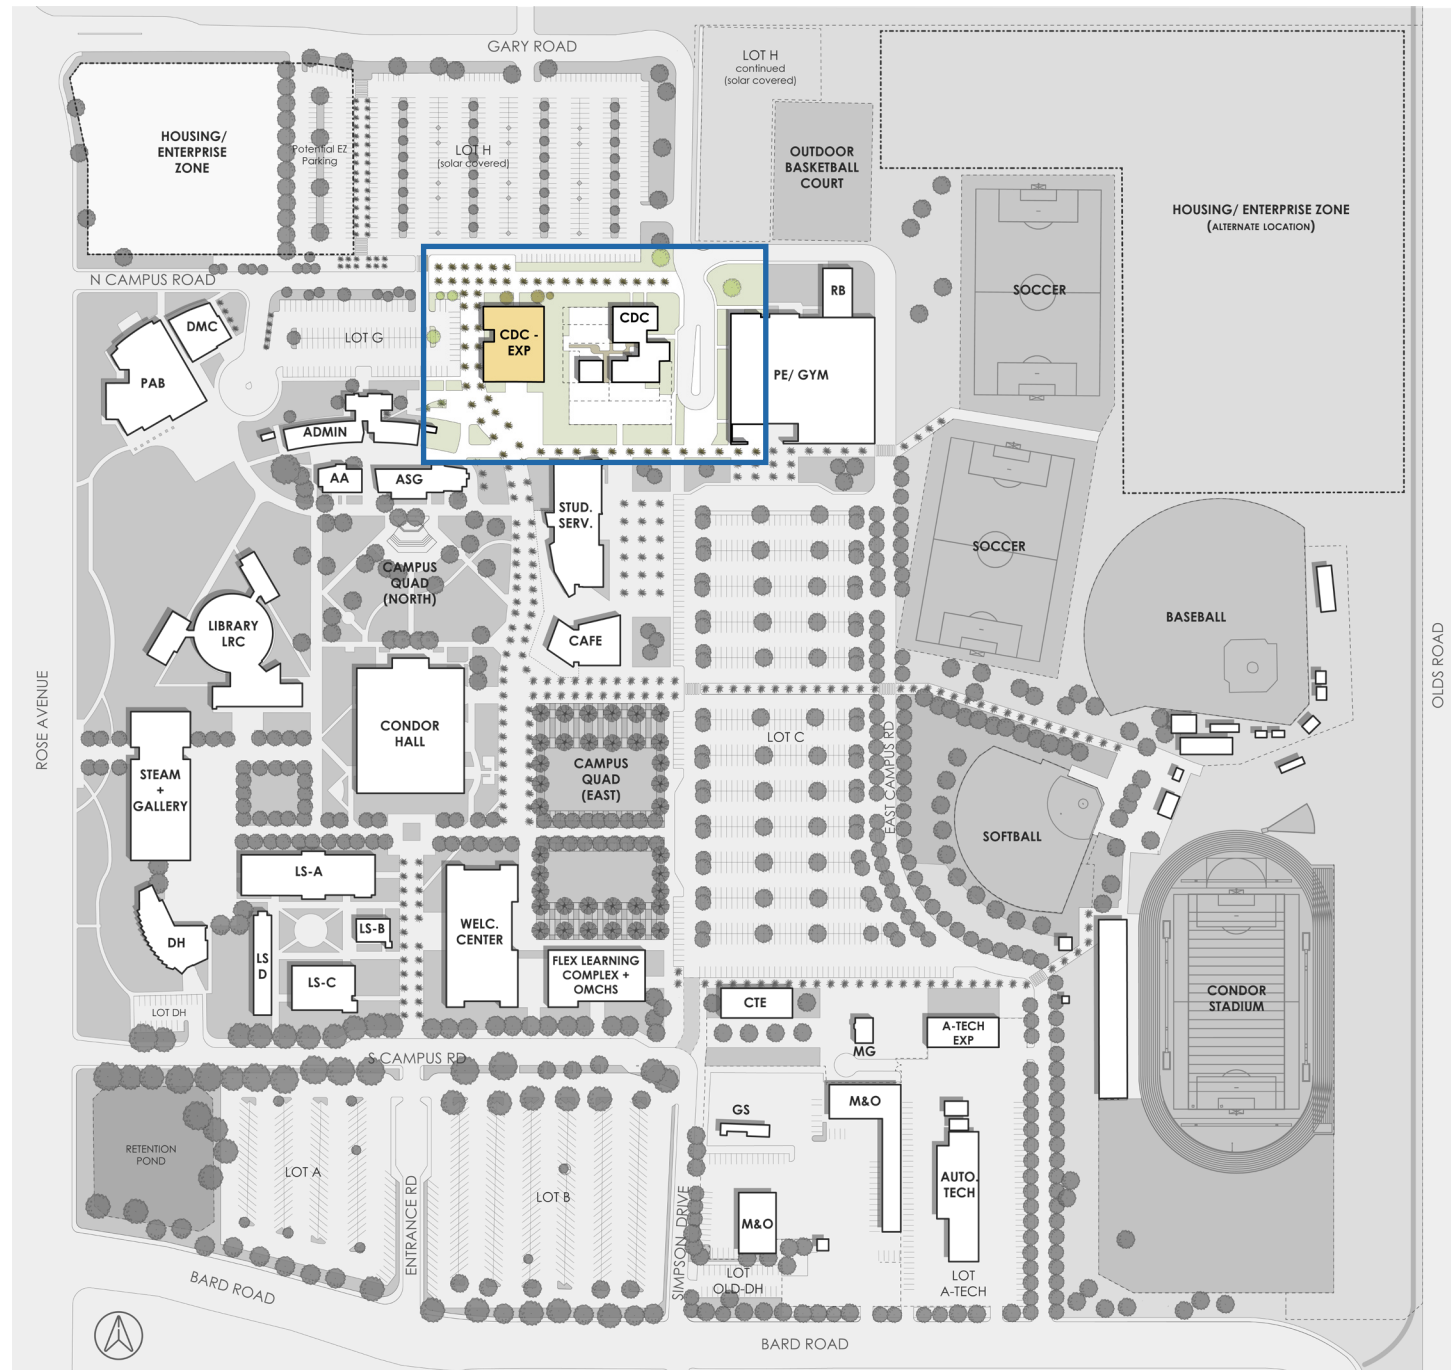 GARY ROAD
LOT H
continued
(solar covered)
HOUSING/
ENTERPRISE
ZONE
Potential EZ
Parking
LOT H
(solar covered)
OUTDOOR
BASKETBALL
COURT
HOUSING/ ENTERPRISE ZONE
(ALTERNATE LOCATION)
N CAMPUS ROAD
RB
SOCCER
DMC
LOT G
CDC -
EXP
CDC
PAB
PE/ GYM
ADMIN
AA
ASG
STUD.
SERV.
SOCCER
CAMPUS
QUAD
(NORTH)
BASEBALL
LIBRARY
LRC
CAFE
OLDS ROAD
ROSE AVENUE
CONDOR
HALL
LOT C
EAST CAMPUS RD
STEAM
+
GALLERY
CAMPUS
QUAD
(EAST)
SOFTBALL
LS-A
WELC.
CENTER
LS-B
DH
LS
D
LS-C
FLEX LEARNING
COMPLEX +
OMCHS
CONDOR
STADIUM
LOT DH
CTE
A-TECH
EXP
MG
S CAMPUS RD
M&O
GS
RETENTION
POND
LOT A
LOT B
AUTO.
TECH
ENTRANCE RD
SIMPSON DRIVE
M&O
BARD ROAD
LOT
OLD-DH
LOT
A-TECH
BARD ROAD